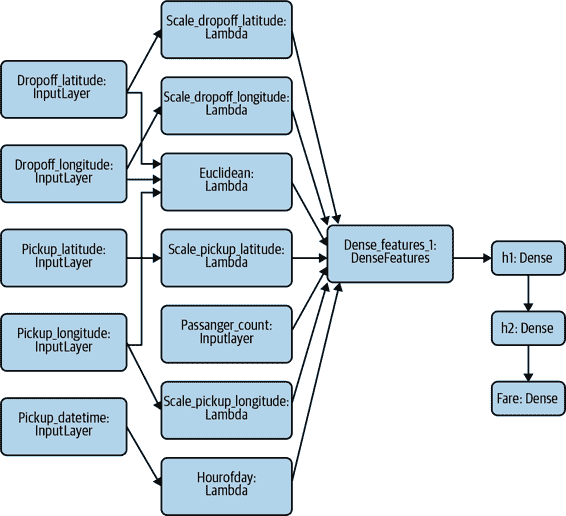 Dropoff_latitude:
InputLayer
Dropoff_longitude:
InputLayer
Pickup_latitude:
InputLayer
Pickup_longitude:
InputLayer
Pickup_datetime:
InputLayer
Scale_dropoff_latitude:
Lambda
Scale_dropoff_longitude:
Lambda
Euclidean:
Lambda
Scale_pickup_latitude:
Lambda
Passanger_count:
Inputlayer
Scale_pickup_longitude:
Lambda
Hourofday:
Lambda
Dense_features_1:
DenseFeatures
h1: Dense
h2: Dense
Fare: Dense